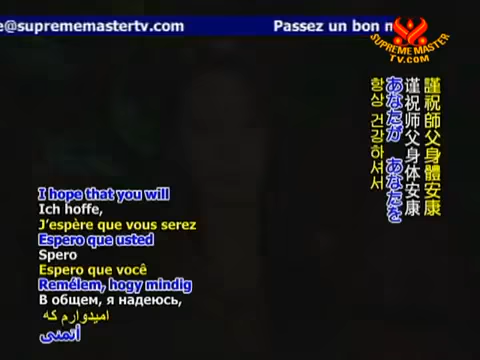 e@suprememastertv.com
Passez un bon
SUPREME MASTER
TV.COM
I hope that you will
Ich hoffe,
J'espère que vous serez
Espero que usted
Spero
Espero que você
Remélem, hogy mindig
В общем, я надеюсь,
امیدوارم که
أتمنى
謹祝師父身體安康
谨祝师父身体安康
あなたが あなたを
항상 건강하셔서